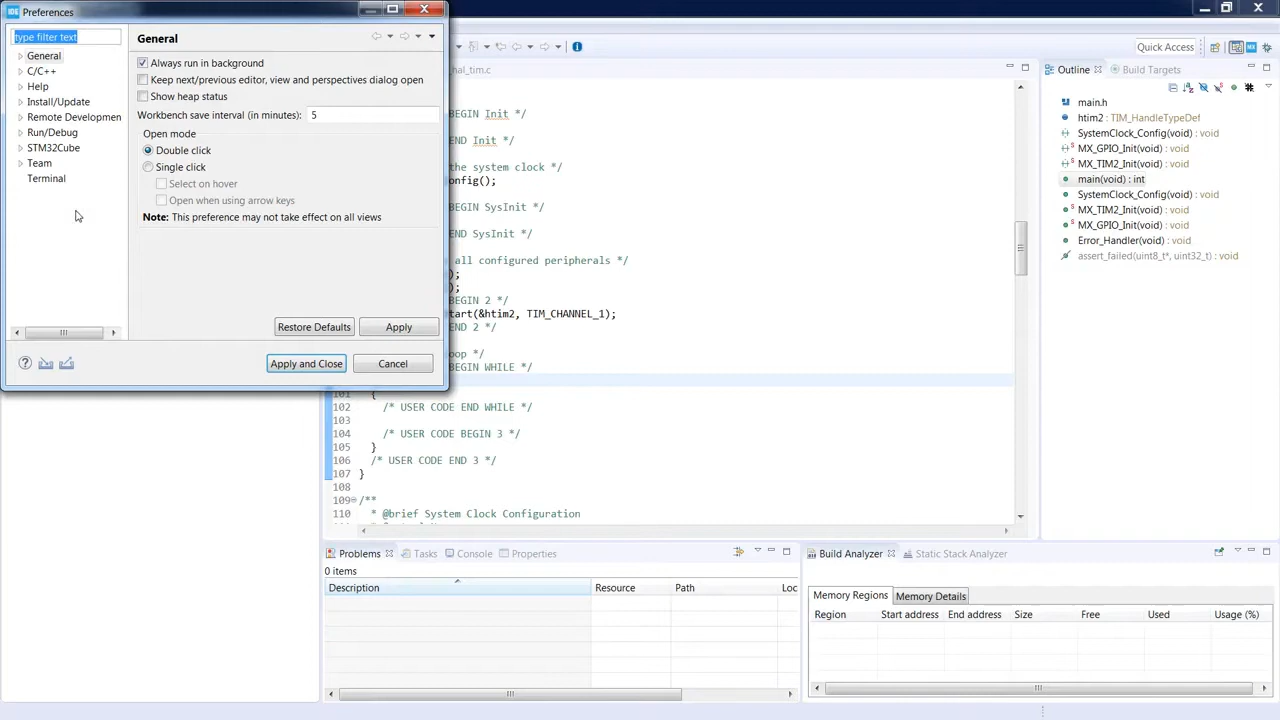 IDE Preferences
type filter text
General
C/C++
Help
Install/Update
Remote Developmen
Run/Debug
STM32Cube
Team
Terminal
General
Always run in background
Keep next/previous editor, view and perspectives dialog open
Show heap status
Workbench save interval (in minutes): 5
Open mode
Double click
Single click
Select on hover
Open when using arrow keys
Note: This preference may not take effect on all views
Restore Defaults Apply
Apply and Close Cancel
Quick Access
_hal_tim.c
BEGIN Init */
END Init */
the system clock */
onfig();
BEGIN SysInit */
END SysInit */
all configured peripherals */
);
);
BEGIN 2 */
tart(&htim2, TIM_CHANNEL_1);
END 2 */
oop */
BEGIN WHILE */
101 {
102 /* USER CODE END WHILE */
103
104 /* USER CODE BEGIN 3 */
105 }
106 /* USER CODE END 3 */
107 }
108
109 /**
110 * @brief System Clock Configuration
Outline Build Targets
main.h
htim2 : TIM_HandleTypeDef
SystemClock_Config(void) : void
MX_GPIO_Init(void) : void
MX_TIM2_Init(void) : void
main(void) : int
SystemClock_Config(void) : void
MX_TIM2_Init(void) : void
MX_GPIO_Init(void) : void
Error_Handler(void) : void
assert_failed(uint8_t*, uint32_t) : void
Problems Tasks Console Properties
0 items
Description Resource Path Loc
Build Analyzer Static Stack Analyzer
Memory Regions Memory Details
Region Start address End address Size Free Used Usage (%)